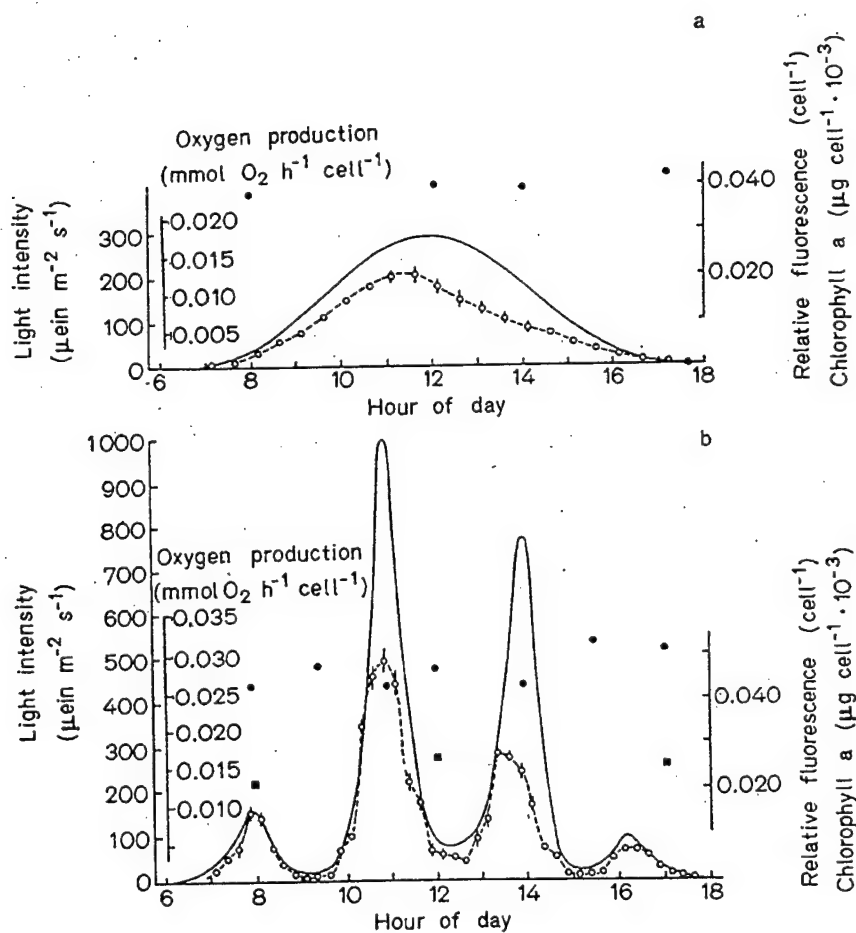 a
Oxygen production
(mmol O₂ h⁻¹ cell⁻¹)
Light intensity
(μein m⁻² s⁻¹)
300
200
100
0
0.020
0.015
0.010
0.005
0.040
0.020
Relative fluorescence (cell⁻¹)
Chlorophyll a (μg cell⁻¹·10⁻³)
6 8 10 12 14 16 18
Hour of day
b
1000
900
800
700
600
500
400
300
200
100
0
Oxygen production
(mmol O₂ h⁻¹ cell⁻¹)
Light intensity
(μein m⁻² s⁻¹)
0.035
0.030
0.025
0.020
0.015
0.010
0.040
0.020
Relative fluorescence (cell⁻¹)
Chlorophyll a (μg cell⁻¹·10⁻³)
6 8 10 12 14 16 18
Hour of day